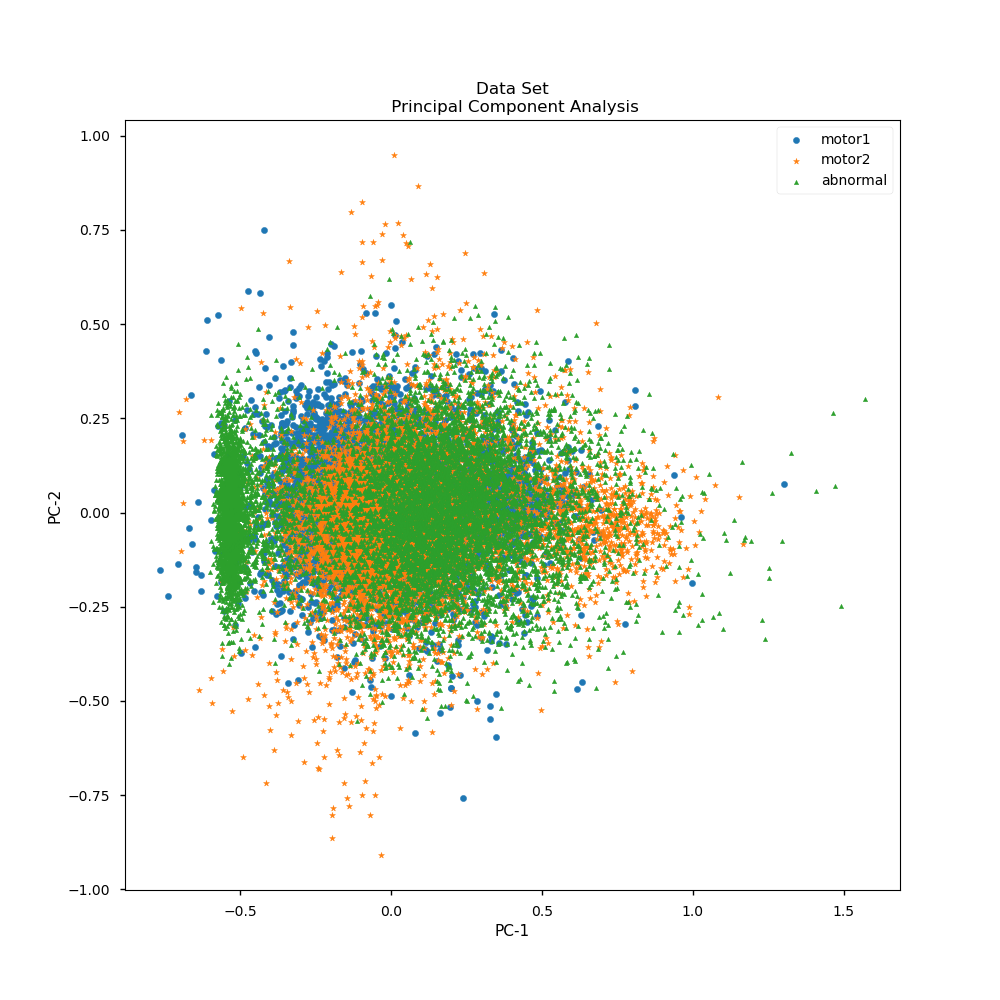 Data Set
Principal Component Analysis
motor1
motor2
abnormal
1.00
0.75
0.50
0.25
0.00
−0.25
−0.50
−0.75
−1.00
PC-2
−0.5
0.0
0.5
1.0
1.5
PC-1